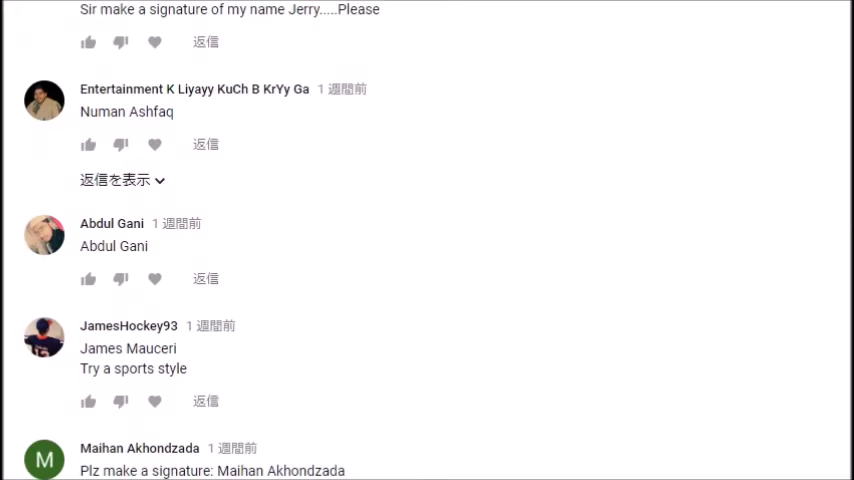 Sir make a signature of my name Jerry.....Please
返信
Entertainment K Liyayy KuCh B KrYy Ga 1 週間前
Numan Ashfaq
返信
返信を表示
Abdul Gani 1 週間前
Abdul Gani
返信
JamesHockey93 1 週間前
James Mauceri
Try a sports style
返信
M
Maihan Akhondzada 1 週間前
Plz make a signature: Maihan Akhondzada